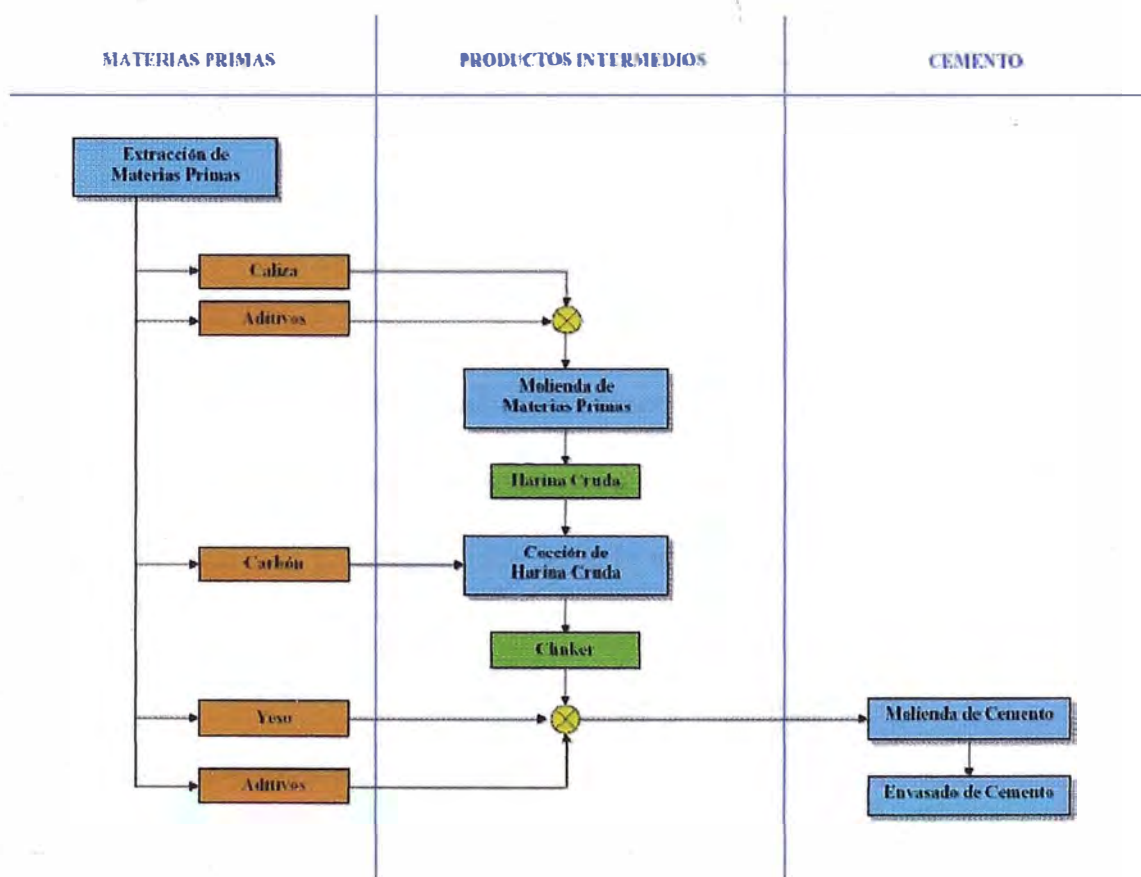 MATERIAS PRIMAS
PRODUCTOS INTERMEDIOS
CEMENTO
Extracción de
Materias Primas
Caliza
Aditivos
Molienda de
Materias Primas
Harina Cruda
Carbón
Cocción de
Harina Cruda
Clinker
Yeso
Molienda de Cemento
Aditivos
Envasado de Cemento